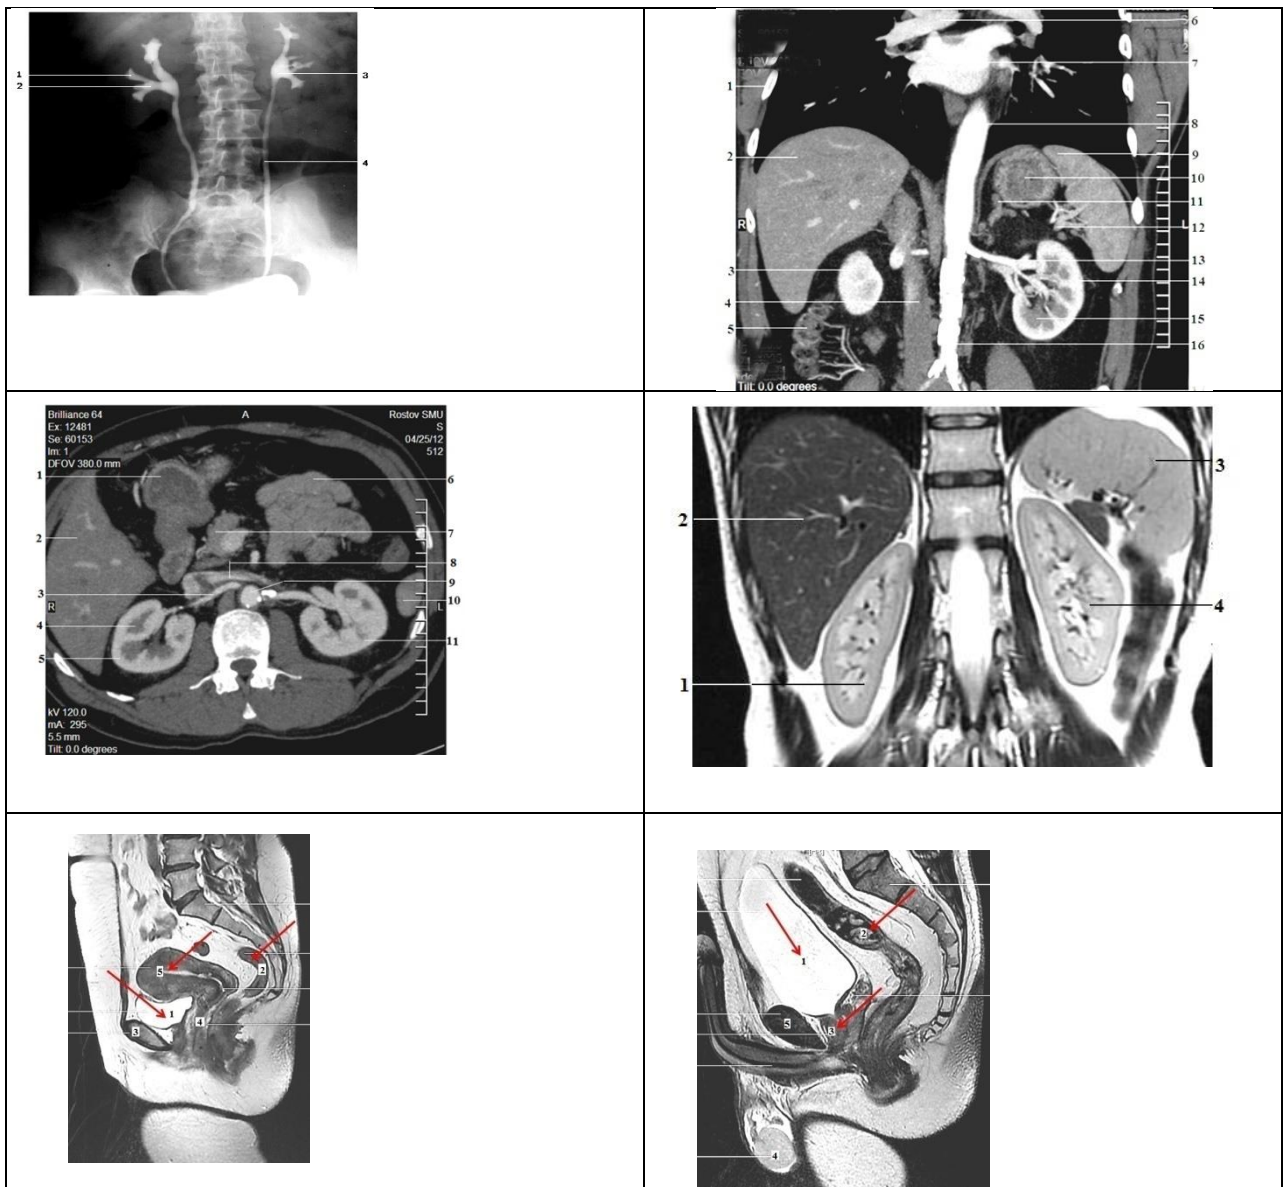 1
2
3
4
1
2
R
3
4
5
6
7
8
9
10
11
L
12
13
14
15
16
Tilt: 0.0 degrees
Brilliance 64
Ex: 12481
Se: 60153
Im: 1
DFOV 380.0 mm
A
Rostov SMU
S
04/25/12
512
1
2
3
R
4
5
6
7
8
9
10
L
11
kV 120.0
mA: 295
5.5 mm
Tilt: 0.0 degrees
2
1
3
4
5
2
1
4
3
2
1
3
5
4